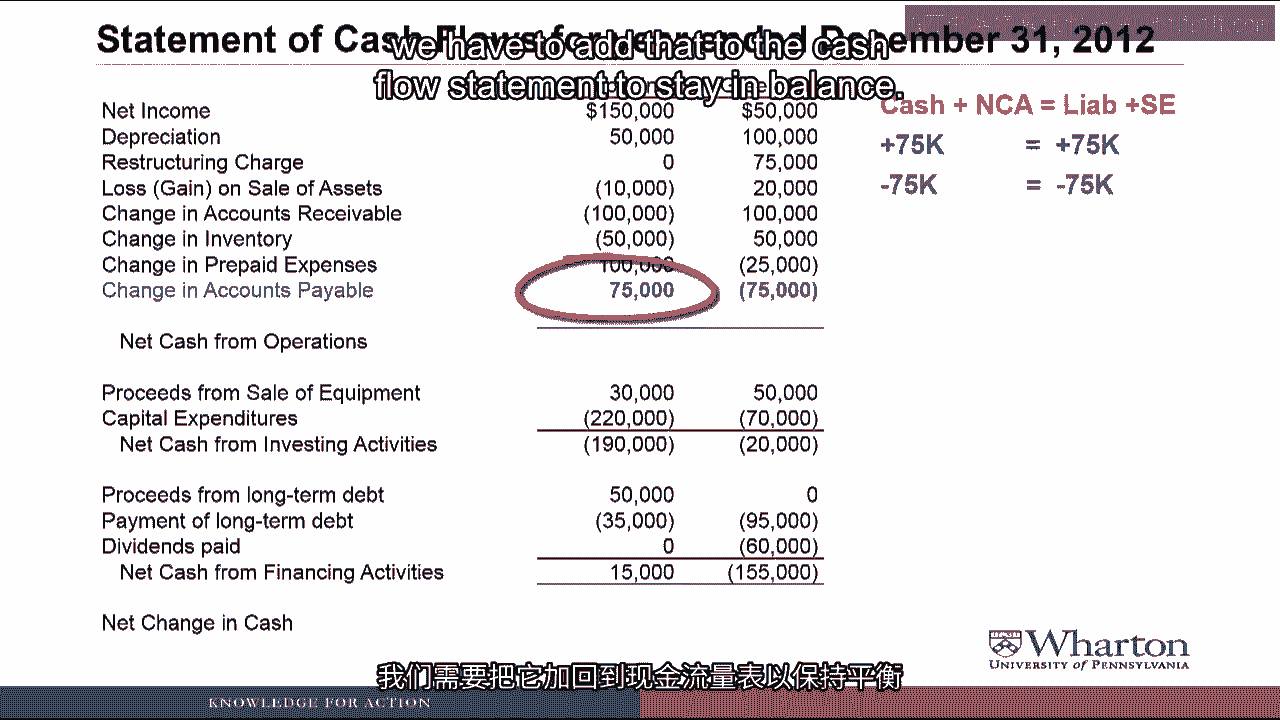 Statement of Cash Flows for year ended December 31, 2012
we have to add that to the cash
flow statement to stay in balance.
Cash + NCA = Liab +SE
Net Income $150,000 $50,000
+75K = +75K
Depreciation 50,000 100,000
Restructuring Charge 0 75,000
-75K = -75K
Loss (Gain) on Sale of Assets (10,000) 20,000
Change in Accounts Receivable (100,000) 100,000
Change in Inventory (50,000) 50,000
Change in Prepaid Expenses 100,000 (25,000)
Change in Accounts Payable 75,000 (75,000)
Net Cash from Operations
Proceeds from Sale of Equipment 30,000 50,000
Capital Expenditures (220,000) (70,000)
Net Cash from Investing Activities (190,000) (20,000)
Proceeds from long-term debt 50,000 0
Payment of long-term debt (35,000) (95,000)
Dividends paid 0 (60,000)
Net Cash from Financing Activities 15,000 (155,000)
Net Change in Cash
Wharton
UNIVERSITY of PENNSYLVANIA
我们需要把它加回到现金流量表以保持平衡
KNOWLEDGE FOR ACTION